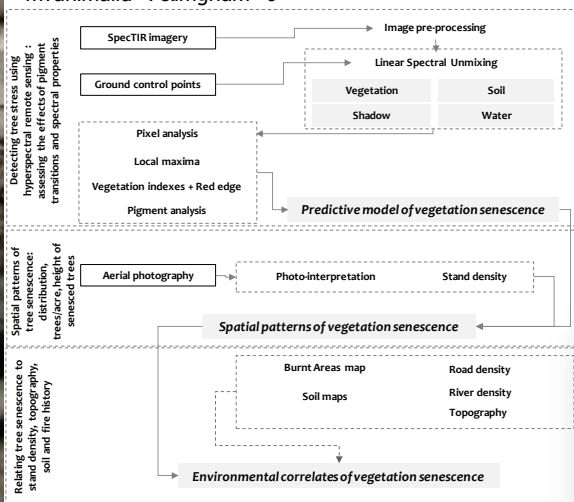 SpecTIR imagery
Image pre-processing
Linear Spectral Unmixing
Ground control points
Vegetation
Soil
Shadow
Water
Pixel analysis
Local maxima
Vegetation indexes + Red edge
Pigment analysis
Predictive model of vegetation senescence
Detecting tree stress using
hyperspectral remote sensing :
assessing the effects of pigment
transitions and spectral properties
Aerial photography
Photo-interpretation
Stand density
Spatial patterns of vegetation senescence
Spatial patterns of
tree senescence:
distribution,
trees/acre,height of
senesced trees
Burnt Areas map
Road density
Soil maps
River density
Topography
Environmental correlates of vegetation senescence
Relating tree senescence to
stand density, topography,
soil and fire history